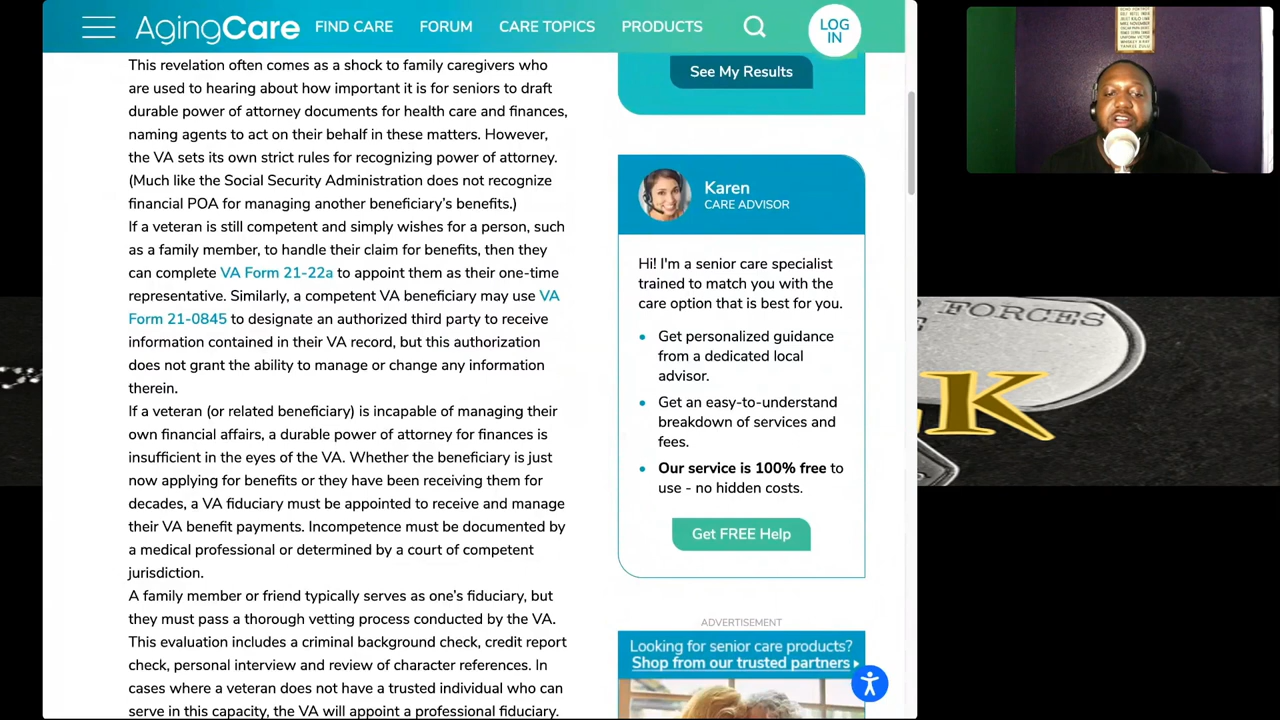 AgingCare
FIND CARE
CARE TOPICS
LOG
IN
This situation often comes as a shock to family caregivers who
are used to hearing about how important it is for seniors to draft
durable power of attorney documents for health care and finances,
naming agents to act on their behalf in these matters. However,
the VA sets its own strict rules for recognizing power of attorney.
(Much like the Social Security Administration does not recognize
financial POA for managing another beneficiary's benefits.)
If a veteran is still competent and simply wishes for a person, such
as a family member, to handle their claim for benefits, then they
can complete VA Form 21-22a to appoint them as their one-time
representative. Similarly, a competent VA beneficiary may use VA
Form 21-0845 to designate an authorized third party to receive
information contained in their VA record, but this authorization
does not grant the ability to manage or change any information
therein.
If a veteran (or related beneficiary) is incapable of managing their
own financial affairs, a durable power of attorney for finances is
insufficient in the eyes of the VA. Whether the beneficiary is just
now applying for benefits or they have been receiving them for
decades, a VA fiduciary must be appointed to receive and manage
their VA benefit payments. Incompetence must be documented by
a medical professional or determined by a court of competent
jurisdiction.
A family member or friend typically serves as one's fiduciary, but
they must pass a thorough vetting process conducted by the VA.
This evaluation includes a criminal background check, credit report
check, personal interview and review of character references. In
cases where a veteran does not have a trusted individual who can
serve in this capacity, the VA will appoint a professional fiduciary.
See My Results
Karen
CARE ADVISOR
Hi! I'm a senior care specialist
trained to match you with the
care option that is best for you.
• Get personalized guidance
from a dedicated local
advisor.
• Get an easy-to-understand
breakdown of services and
fees.
• Our service is 100% free to
use - no hidden costs.
Get FREE Help
ADVERTISEMENT
Looking for senior care products?
Shop from our trusted partners
FORCES
K